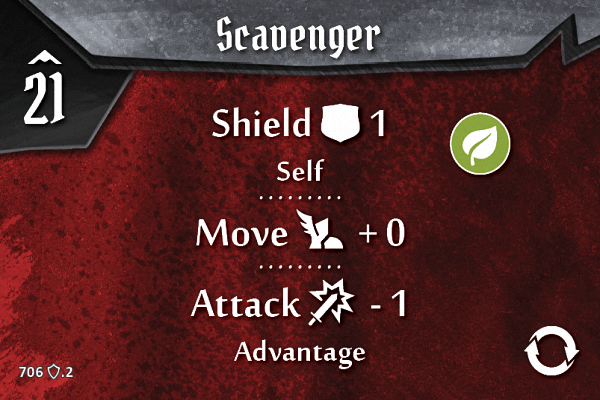 Scavenger
21
Shield 1
Self
Move + 0
Attack - 1
Advantage
706 .2